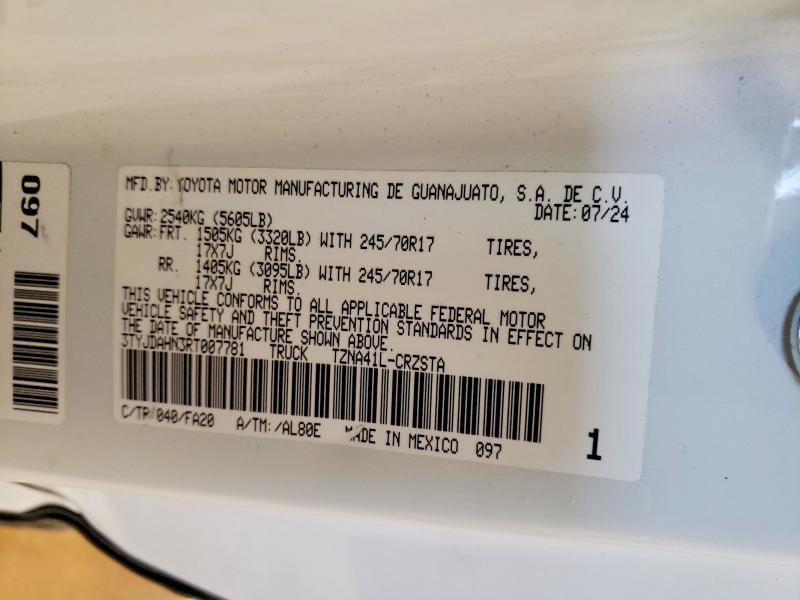 097
MFD.BY: TOYOTA MOTOR MANUFACTURING DE GUANAJUATO, S.A. DE C.V.
GVWR: 2540KG (5605LB) DATE: 07/24
GAWR: FRT. 1505KG (3320LB) WITH 245/70R17 TIRES,
17X7J RIMS.
RR. 1405KG (3095LB) WITH 245/70R17 TIRES,
17X7J RIMS.
THIS VEHICLE CONFORMS TO ALL APPLICABLE FEDERAL MOTOR
VEHICLE SAFETY AND THEFT PREVENTION STANDARDS IN EFFECT ON
THE DATE OF MANUFACTURE SHOWN ABOVE.
3TYJDAHN3RT007781 TRUCK TZNA41L-CRZSTA
C/TR: 040/FA20 A/TM: /AL80E MADE IN MEXICO 097
1